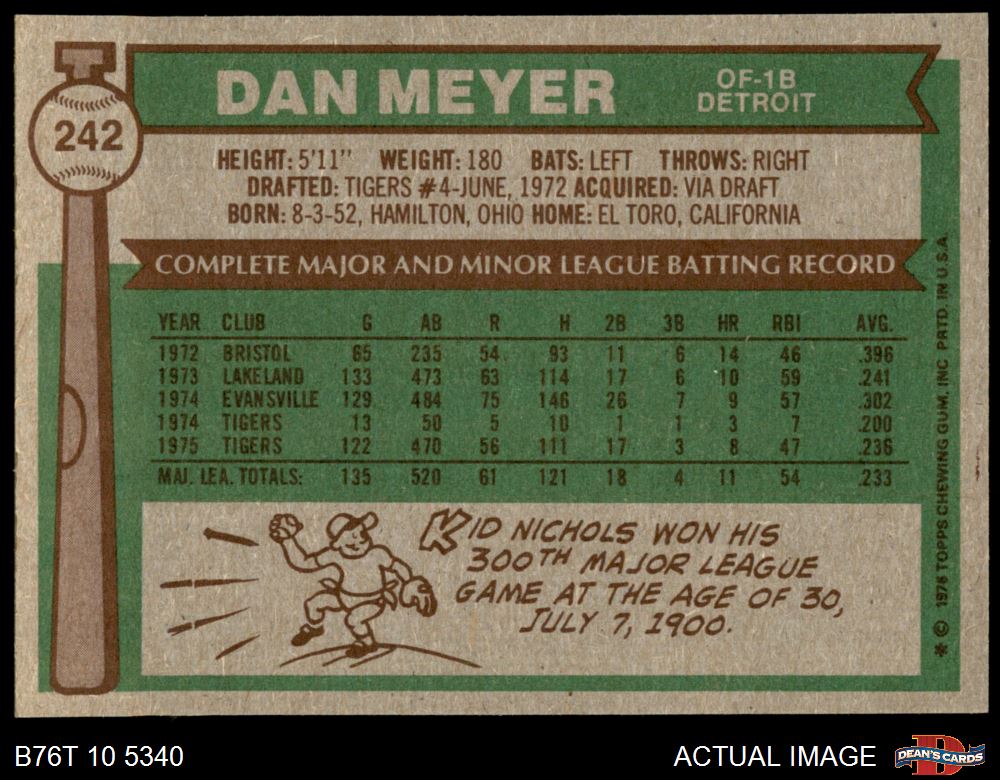 242
DAN MEYER OF-1B
DETROIT
HEIGHT: 5'11" WEIGHT: 180 BATS: LEFT THROWS: RIGHT
DRAFTED: TIGERS #4-JUNE, 1972 ACQUIRED: VIA DRAFT
BORN: 8-3-52, HAMILTON, OHIO HOME: EL TORO, CALIFORNIA
COMPLETE MAJOR AND MINOR LEAGUE BATTING RECORD
YEAR CLUB G AB R H 2B 3B HR RBI AVG.
1972 BRISTOL 65 235 54 93 11 6 14 46 .396
1973 LAKELAND 133 473 63 114 17 6 10 59 .241
1974 EVANSVILLE 129 484 75 146 26 7 9 57 .302
1974 TIGERS 13 50 5 10 1 1 3 7 .200
1975 TIGERS 122 470 56 111 17 3 8 47 .236
MAJ. LEA. TOTALS: 135 520 61 121 18 4 11 54 .233
KID NICHOLS WON HIS
300TH MAJOR LEAGUE
GAME AT THE AGE OF 30,
JULY 7, 1900.
* © 1976 TOPPS CHEWING GUM, INC. PRTD. IN U.S.A.
B76T 10 5340 ACTUAL IMAGE DEAN'S CARDS